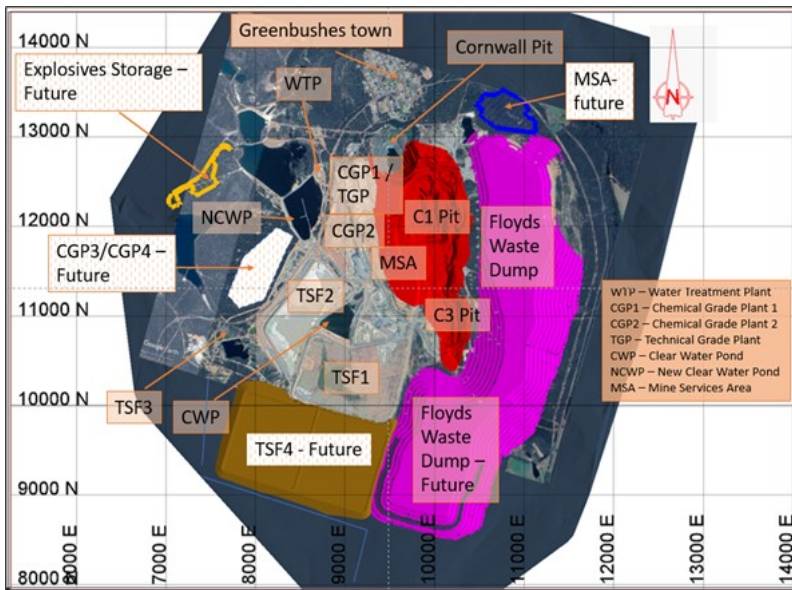 14000 N
13000 N
12000 N
11000 N
10000 N
9000 N
8000 N
Greenbushes town
Cornwall Pit
Explosives Storage –
Future
WTP
MSA-
future
N
CGP1 /
TGP
NCWP
CGP2
C1 Pit
Floyds
Waste
Dump
CGP3/CGP4 –
Future
MSA
TSF2
C3 Pit
WTP – Water Treatment Plant
CGP1 – Chemical Grade Plant 1
CGP2 – Chemical Grade Plant 2
TGP – Technical Grade Plant
CWP – Clear Water Pond
NCWP – New Clear Water Pond
MSA – Mine Services Area
Google Earth
TSF1
TSF3
CWP
Floyds
Waste
Dump –
Future
TSF4 - Future
6000 E
7000 E
8000 E
9000 E
10000 E
11000 E
12000 E
13000 E